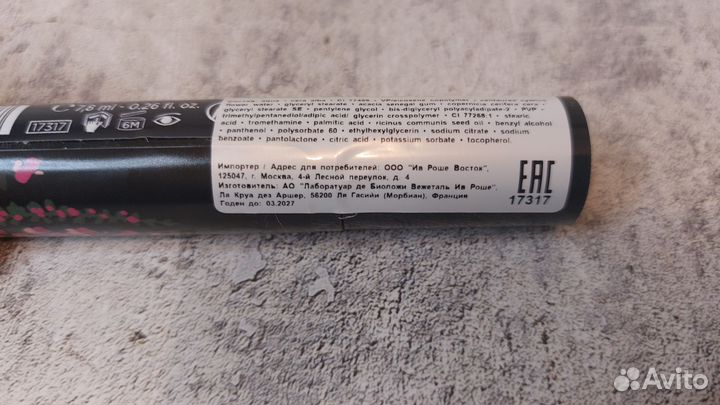 flower water • glyceryl stearate • acacia senegal gum • copernicia cerifera cera •
glyceryl stearate SE • pentylene glycol • bis-diglyceryl polyacyladipate-2 • PVP •
trimethylpentanediol/adipic acid/glycerin crosspolymer • CI 77268:1 • stearic
acid • tromethamine • palmitic acid • ricinus communis seed oil • benzyl alcohol
• panthenol • polysorbate 60 • ethylhexylglycerin • sodium citrate • sodium
benzoate • pantolactone • citric acid • potassium sorbate • tocopherol.
Импортер / Адрес для потребителей: ООО "Ив Роше Восток",
125047, г. Москва, 4-й Лесной переулок, д. 4
Изготовитель: АО "Лаборатуар де Биоложи Вежеталь Ив Роше",
Ля Круа дез Аршер, 56200 Ля Гасийи (Морбиан), Франция
Годен до: 03.2027
EAC
17317
7,8 ml - 0.26 fl. oz.
17317
6M
Avito